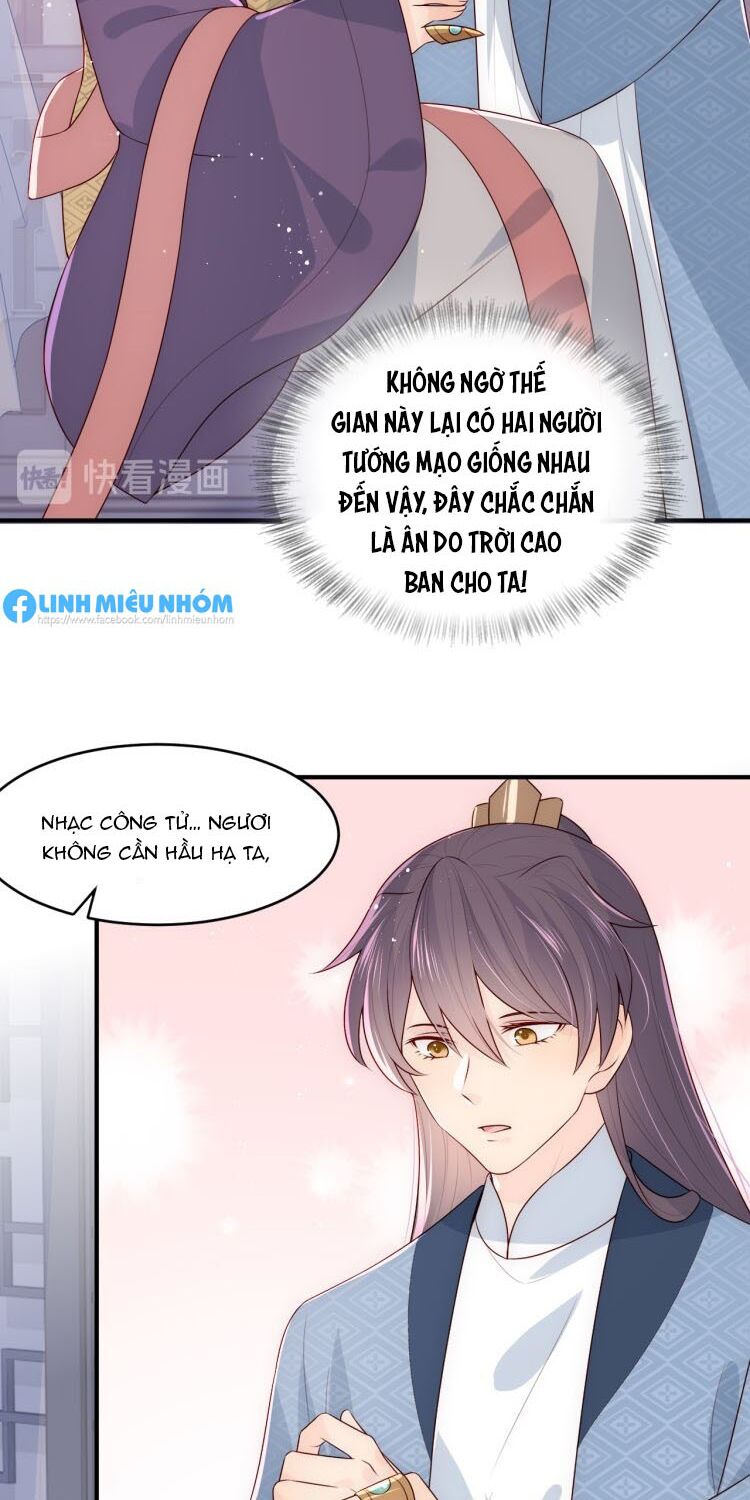 KHÔNG NGỜ THẾ
GIAN NÀY LẠI CÓ HAI NGƯỜI
TƯỚNG MẠO GIỐNG NHAU
ĐẾN VẬY, ĐÂY CHẮC CHẮN
LÀ ÂN DO TRỜI CAO
BAN CHO TA!
快看 快看漫画
LINH MIÊU NHÓM
https://www.facebook.com/linhmieunhom
NHẠC CÔNG TỬ... NGƯƠI
KHÔNG CẦN HẦU HẠ TA,